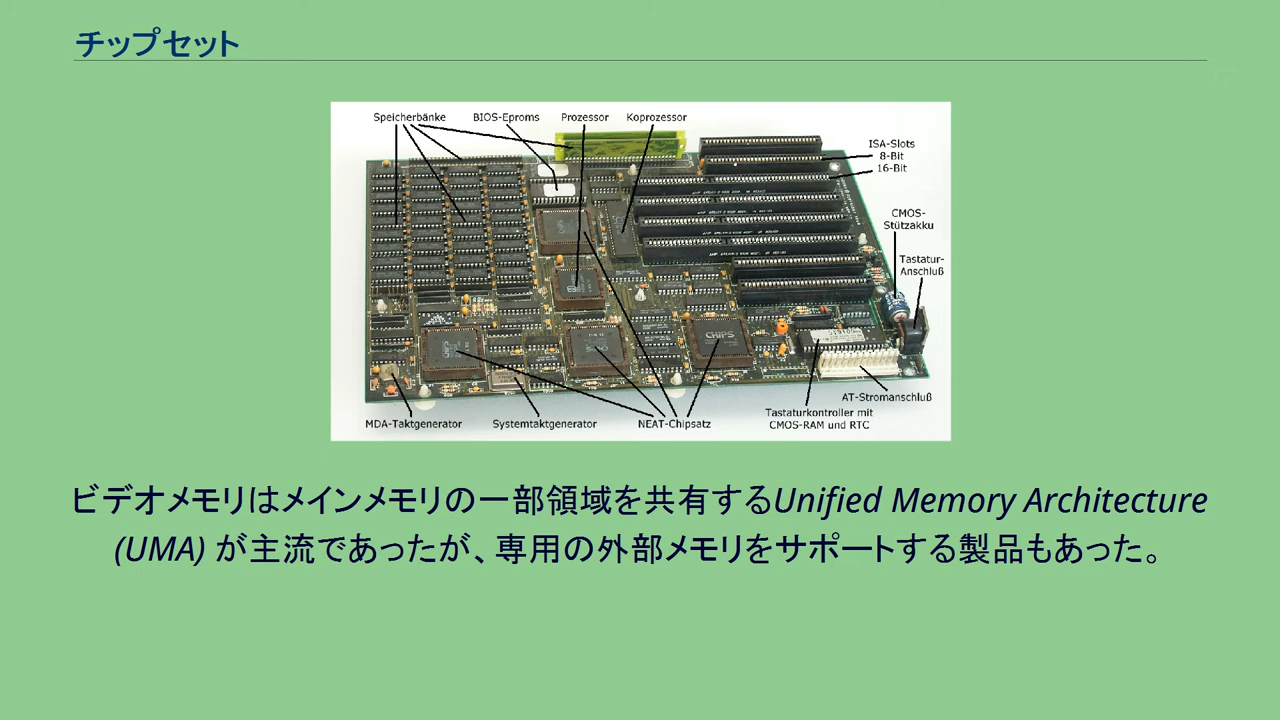 チップセット
Speicherbänke BIOS-Eproms Prozessor Koprozessor
ISA-Slots
8-Bit
16-Bit
CMOS-
Stützakku
Tastatur-
Anschluß
CHIPS
AT-Stromanschluß
MDA-Taktgenerator Systemtaktgenerator NEAT-Chipsatz
Tastaturkontroller mit
CMOS-RAM und RTC
ビデオメモリはメインメモリの一部領域を共有するUnified Memory Architecture
(UMA) が主流であったが、専用の外部メモリをサポートする製品もあった。